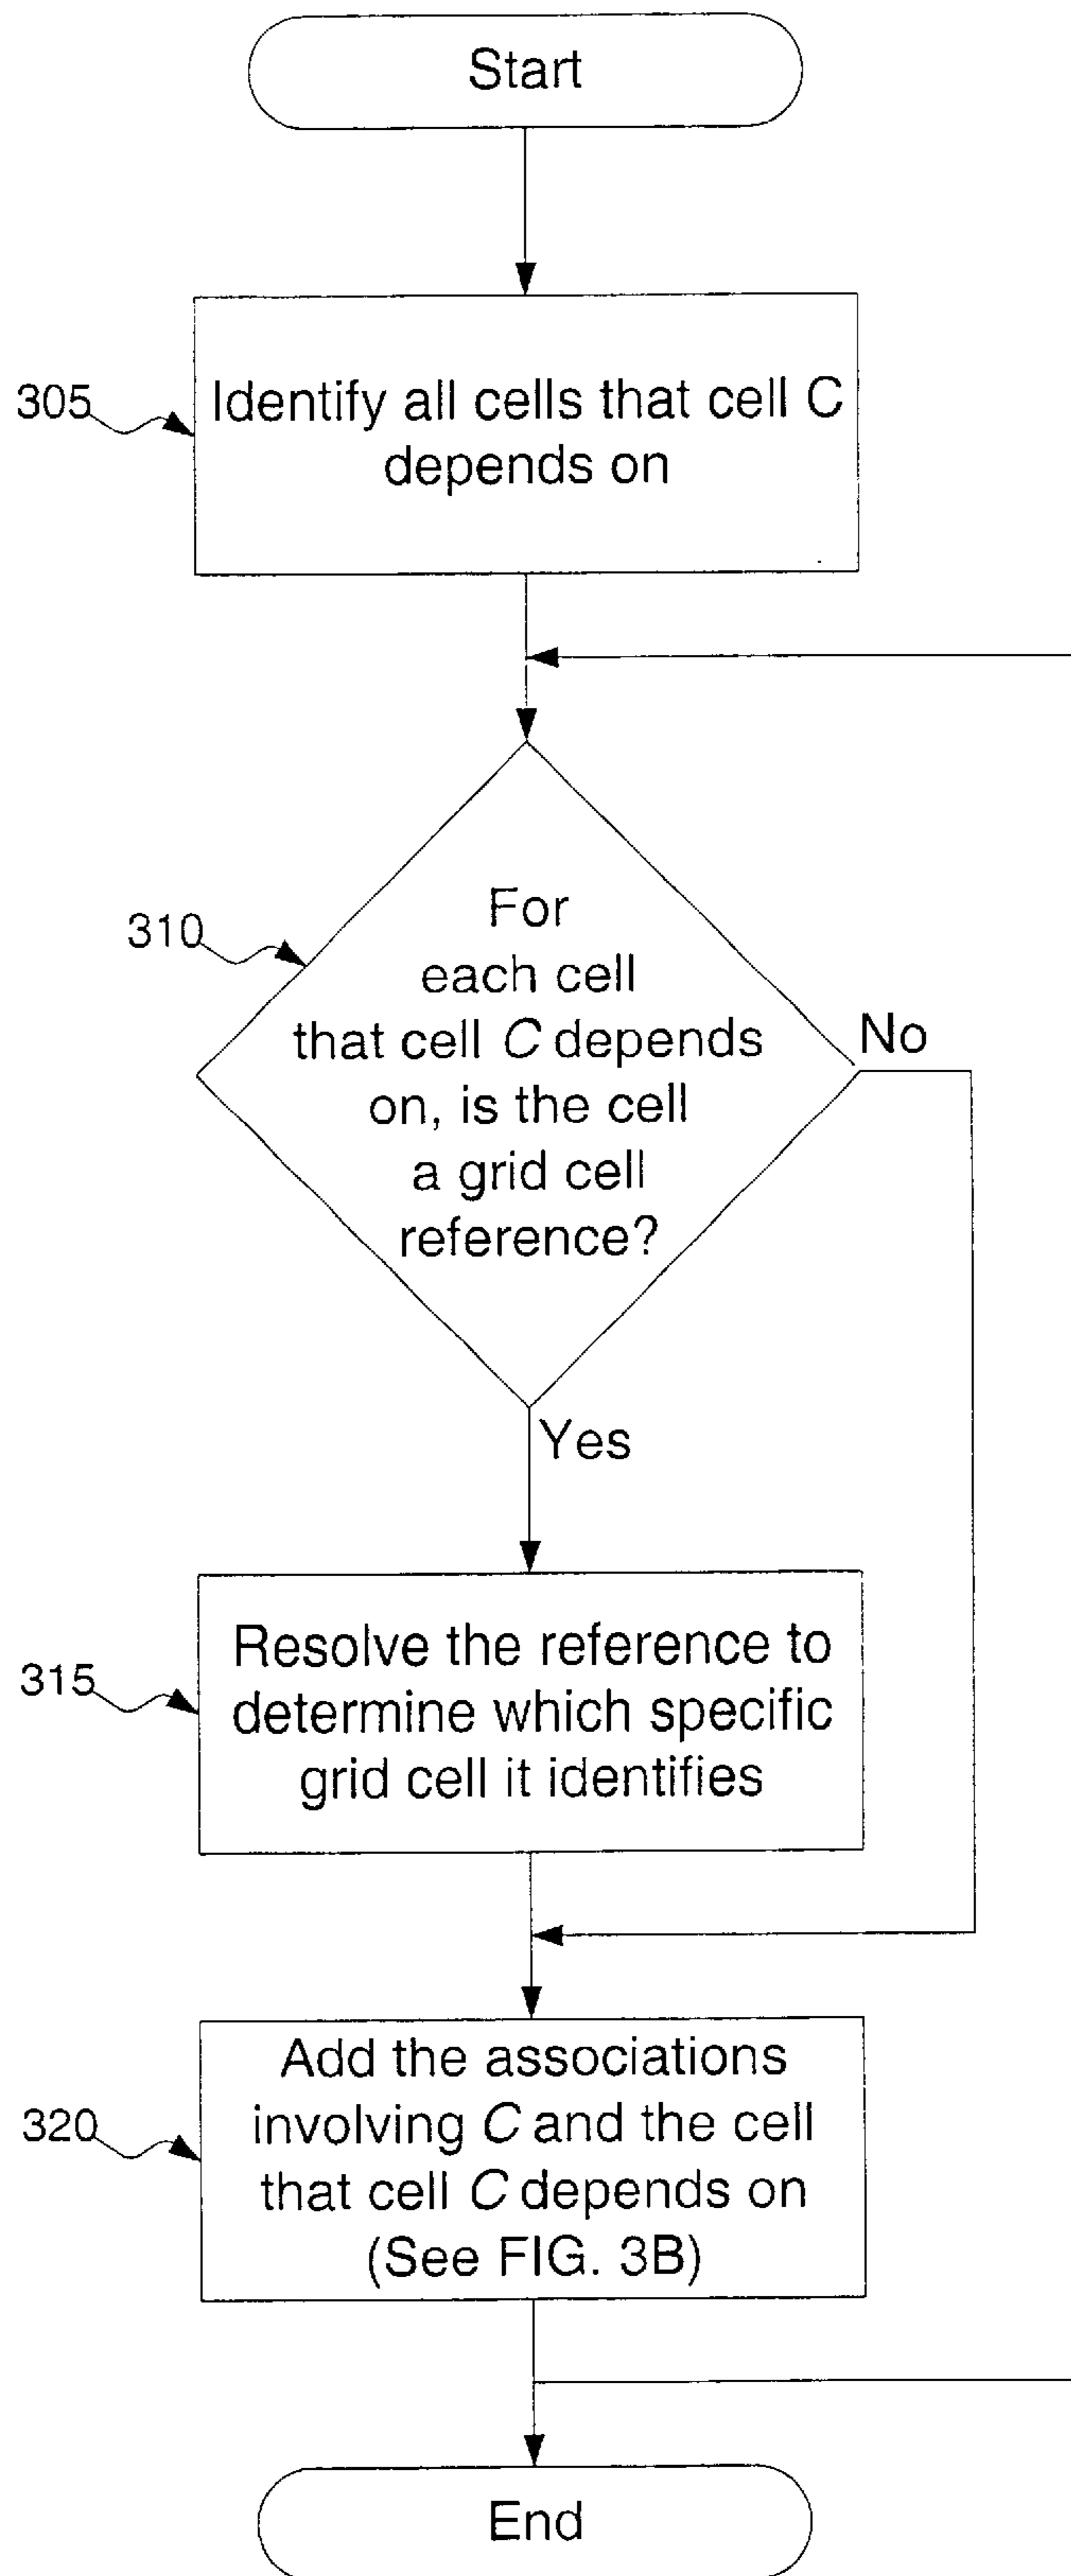 Start
305
Identify all cells that cell C
depends on
310
For
each cell
that cell C depends
on, is the cell
a grid cell
reference?
No
Yes
315
Resolve the reference to
determine which specific
grid cell it identifies
320
Add the associations
involving C and the cell
that cell C depends on
(See FIG. 3B)
End